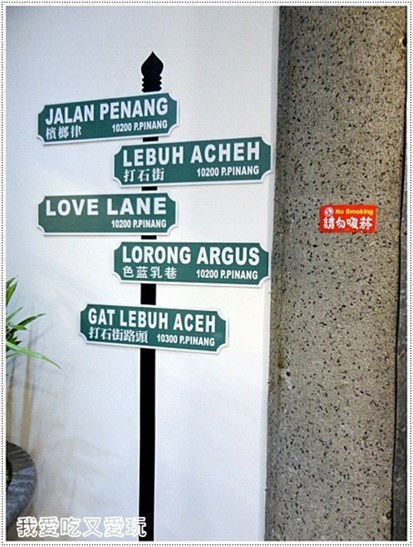 JALAN PENANG
檳榔律 10200 P.PINANG
LEBUH ACHEH
打石街 10200 P.PINANG
LOVE LANE
10200 P.PINANG
LORONG ARGUS
色蓝乳巷 10200 P.PINANG
GAT LEBUH ACEH
打石街路頭 10300 P.PINANG
No Smoking
請勿吸菸
我愛吃又愛玩